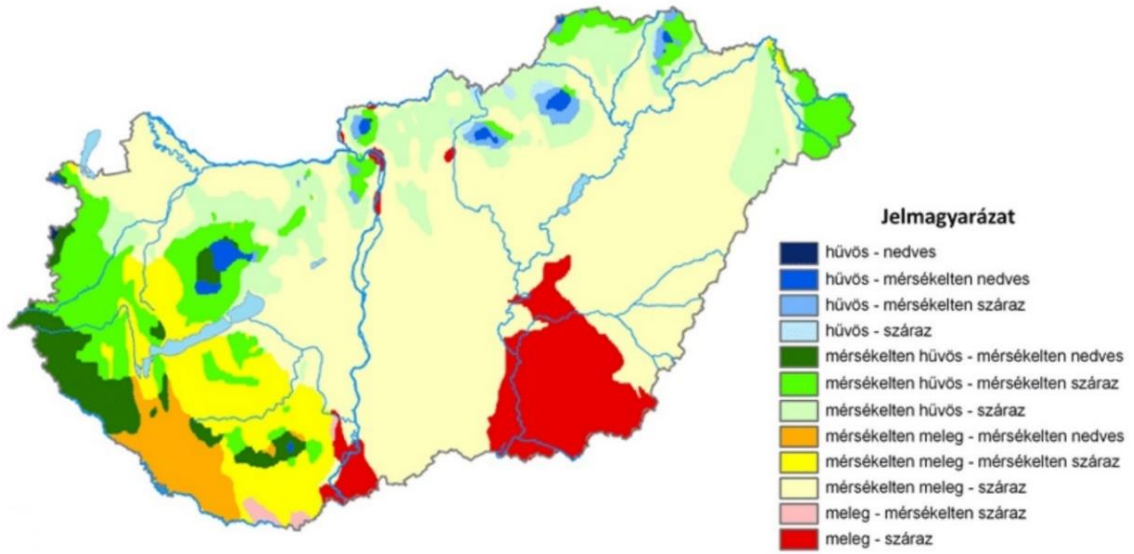 Jelmagyarázat
hűvös - nedves
hűvös - mérsékelten nedves
hűvös - mérsékelten száraz
hűvös - száraz
mérsékelten hűvös - mérsékelten nedves
mérsékelten hűvös - mérsékelten száraz
mérsékelten hűvös - száraz
mérsékelten meleg - mérsékelten nedves
mérsékelten meleg - mérsékelten száraz
mérsékelten meleg - száraz
meleg - mérsékelten száraz
meleg - száraz